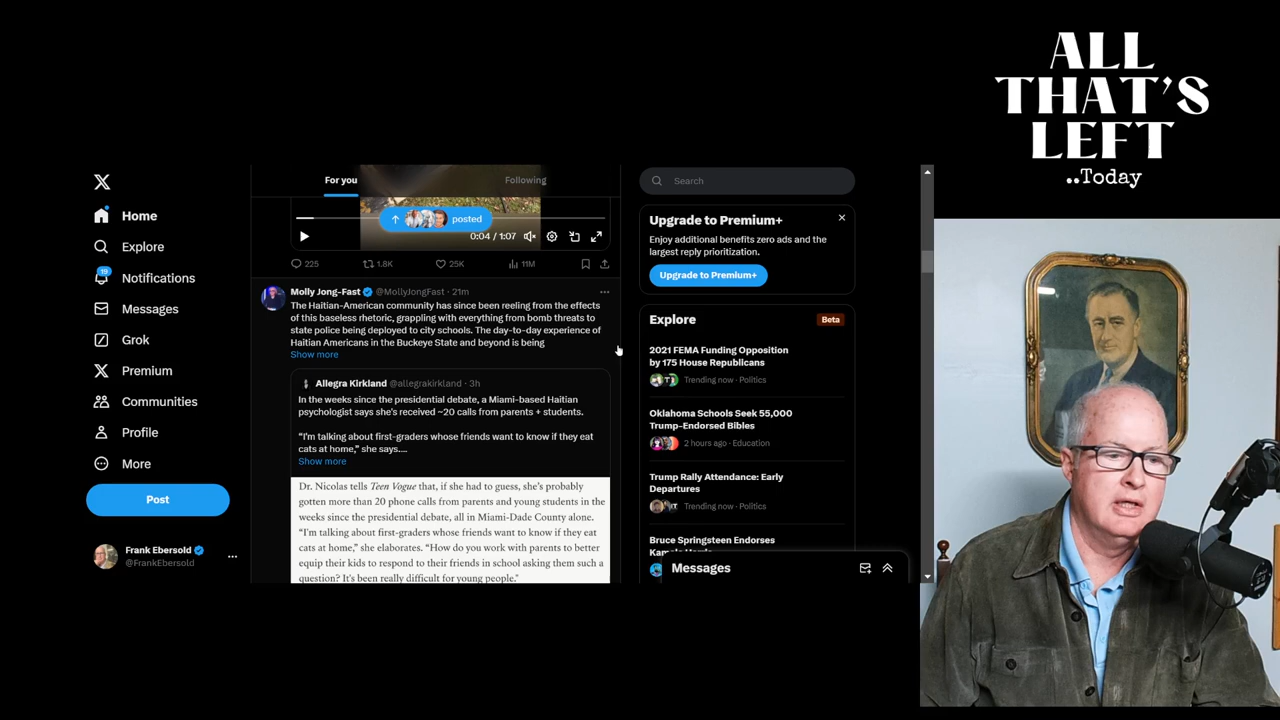 ALL
THAT'S
LEFT
..Today
X
Home
Explore
19
Notifications
Messages
Grok
Premium
Communities
Profile
More
Post
Frank Ebersold
@FrankEbersold
For you
Following
posted
0:04 / 1:07
225
1.8K
25K
11M
Molly Jong-Fast @MollyJongFast · 21m
The Haitian-American community has since been reeling from the effects
of this baseless rhetoric, grappling with everything from bomb threats to
state police being deployed to city schools. The day-to-day experience of
Haitian Americans in the Buckeye State and beyond is being
Show more
Allegra Kirkland @allegrakirkland · 3h
In the weeks since the presidential debate, a Miami-based Haitian
psychologist says she's received ~20 calls from parents + students.
"I'm talking about first-graders whose friends want to know if they eat
cats at home," she says....
Show more
Dr. Nicolas tells Teen Vogue that, if she had to guess, she's probably
gotten more than 20 phone calls from parents and young students in the
weeks since the presidential debate, all in Miami-Dade County alone.
"I'm talking about first-graders whose friends want to know if they eat
cats at home," she elaborates. "How do you work with parents to better
equip their kids to respond to their friends in school asking them such a
question? It's been really difficult for young people."
Search
Upgrade to Premium+
Enjoy additional benefits zero ads and the
largest reply prioritization.
Upgrade to Premium+
Explore
Beta
2021 FEMA Funding Opposition
by 175 House Republicans
Trending now · Politics
Oklahoma Schools Seek 55,000
Trump-Endorsed Bibles
2 hours ago · Education
Trump Rally Attendance: Early
Departures
Trending now · Politics
Bruce Springsteen Endorses
Kamala Harris
Messages